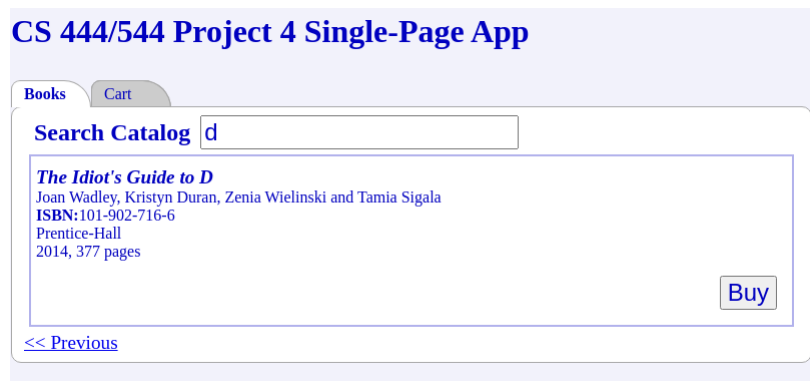 CS 444/544 Project 4 Single-Page App
Books Cart
Search Catalog d
The Idiot's Guide to D
Joan Wadley, Kristyn Duran, Zenia Wielinski and Tamia Sigala
ISBN:101-902-716-6
Prentice-Hall
2014, 377 pages
Buy
<< Previous